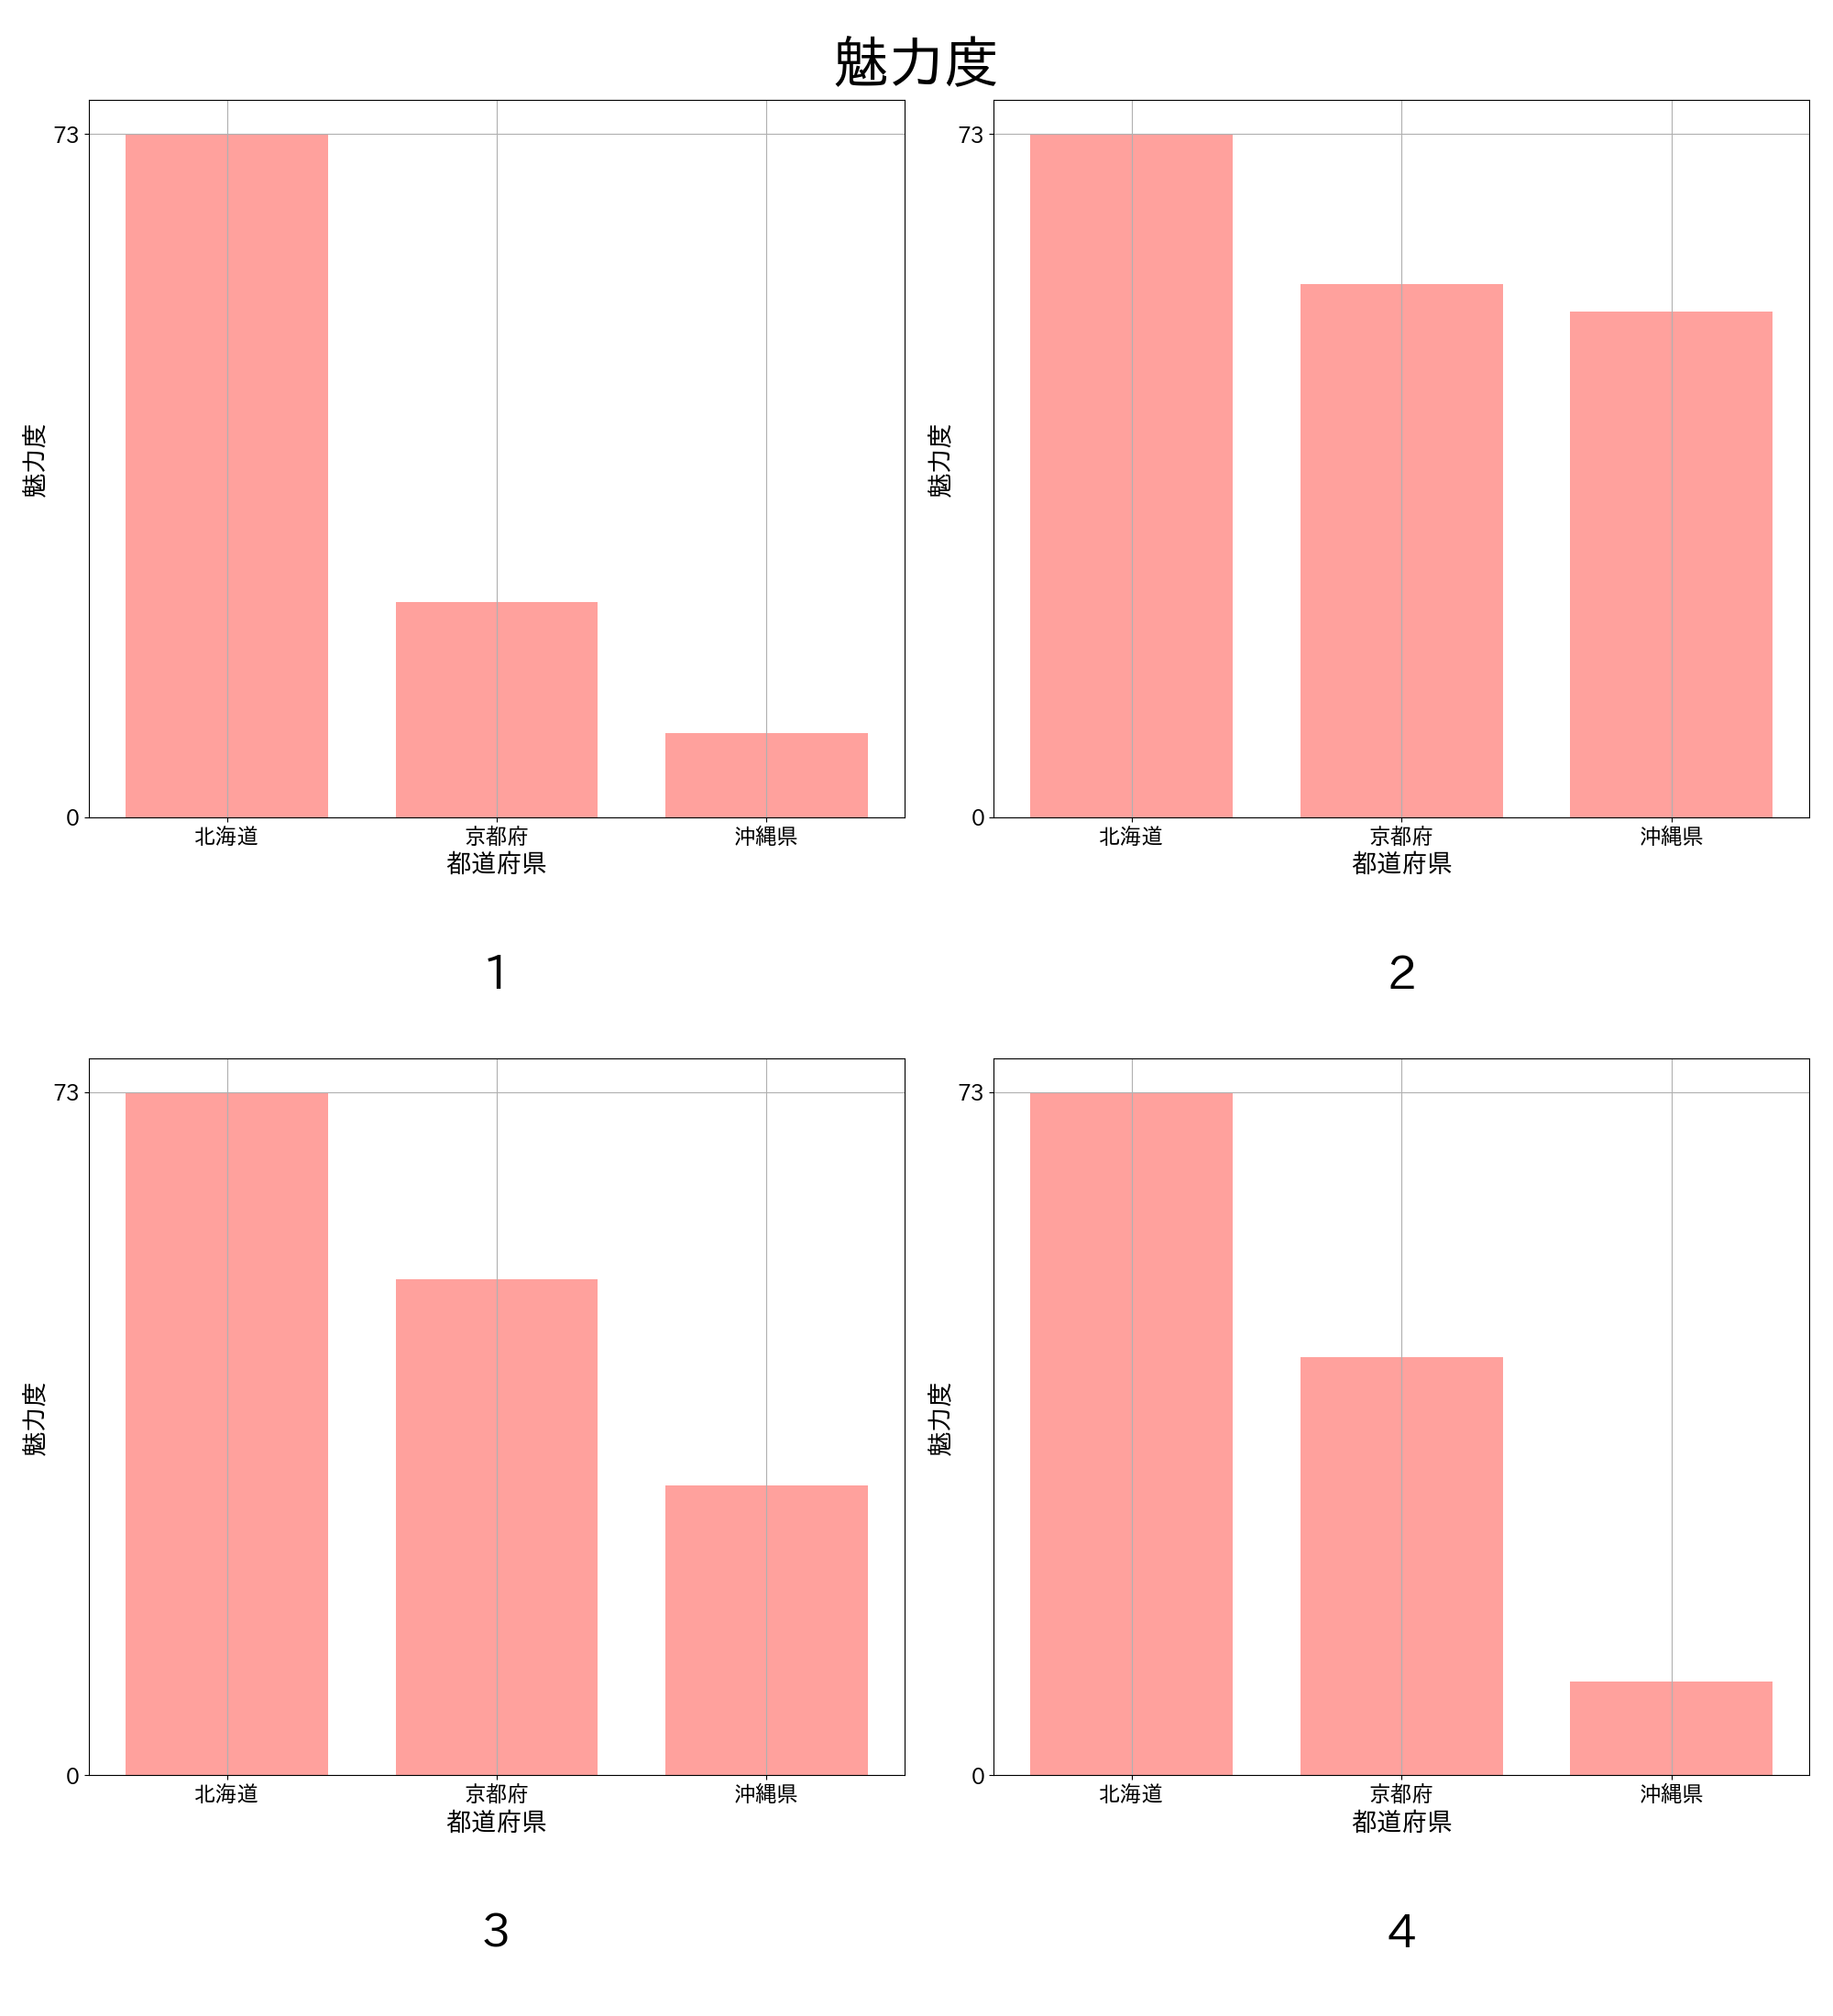 魅力度
73
魅力度
0
北海道 京都府 沖縄県
都道府県
1
73
魅力度
0
北海道 京都府 沖縄県
都道府県
2
73
魅力度
0
北海道 京都府 沖縄県
都道府県
3
73
魅力度
0
北海道 京都府 沖縄県
都道府県
4